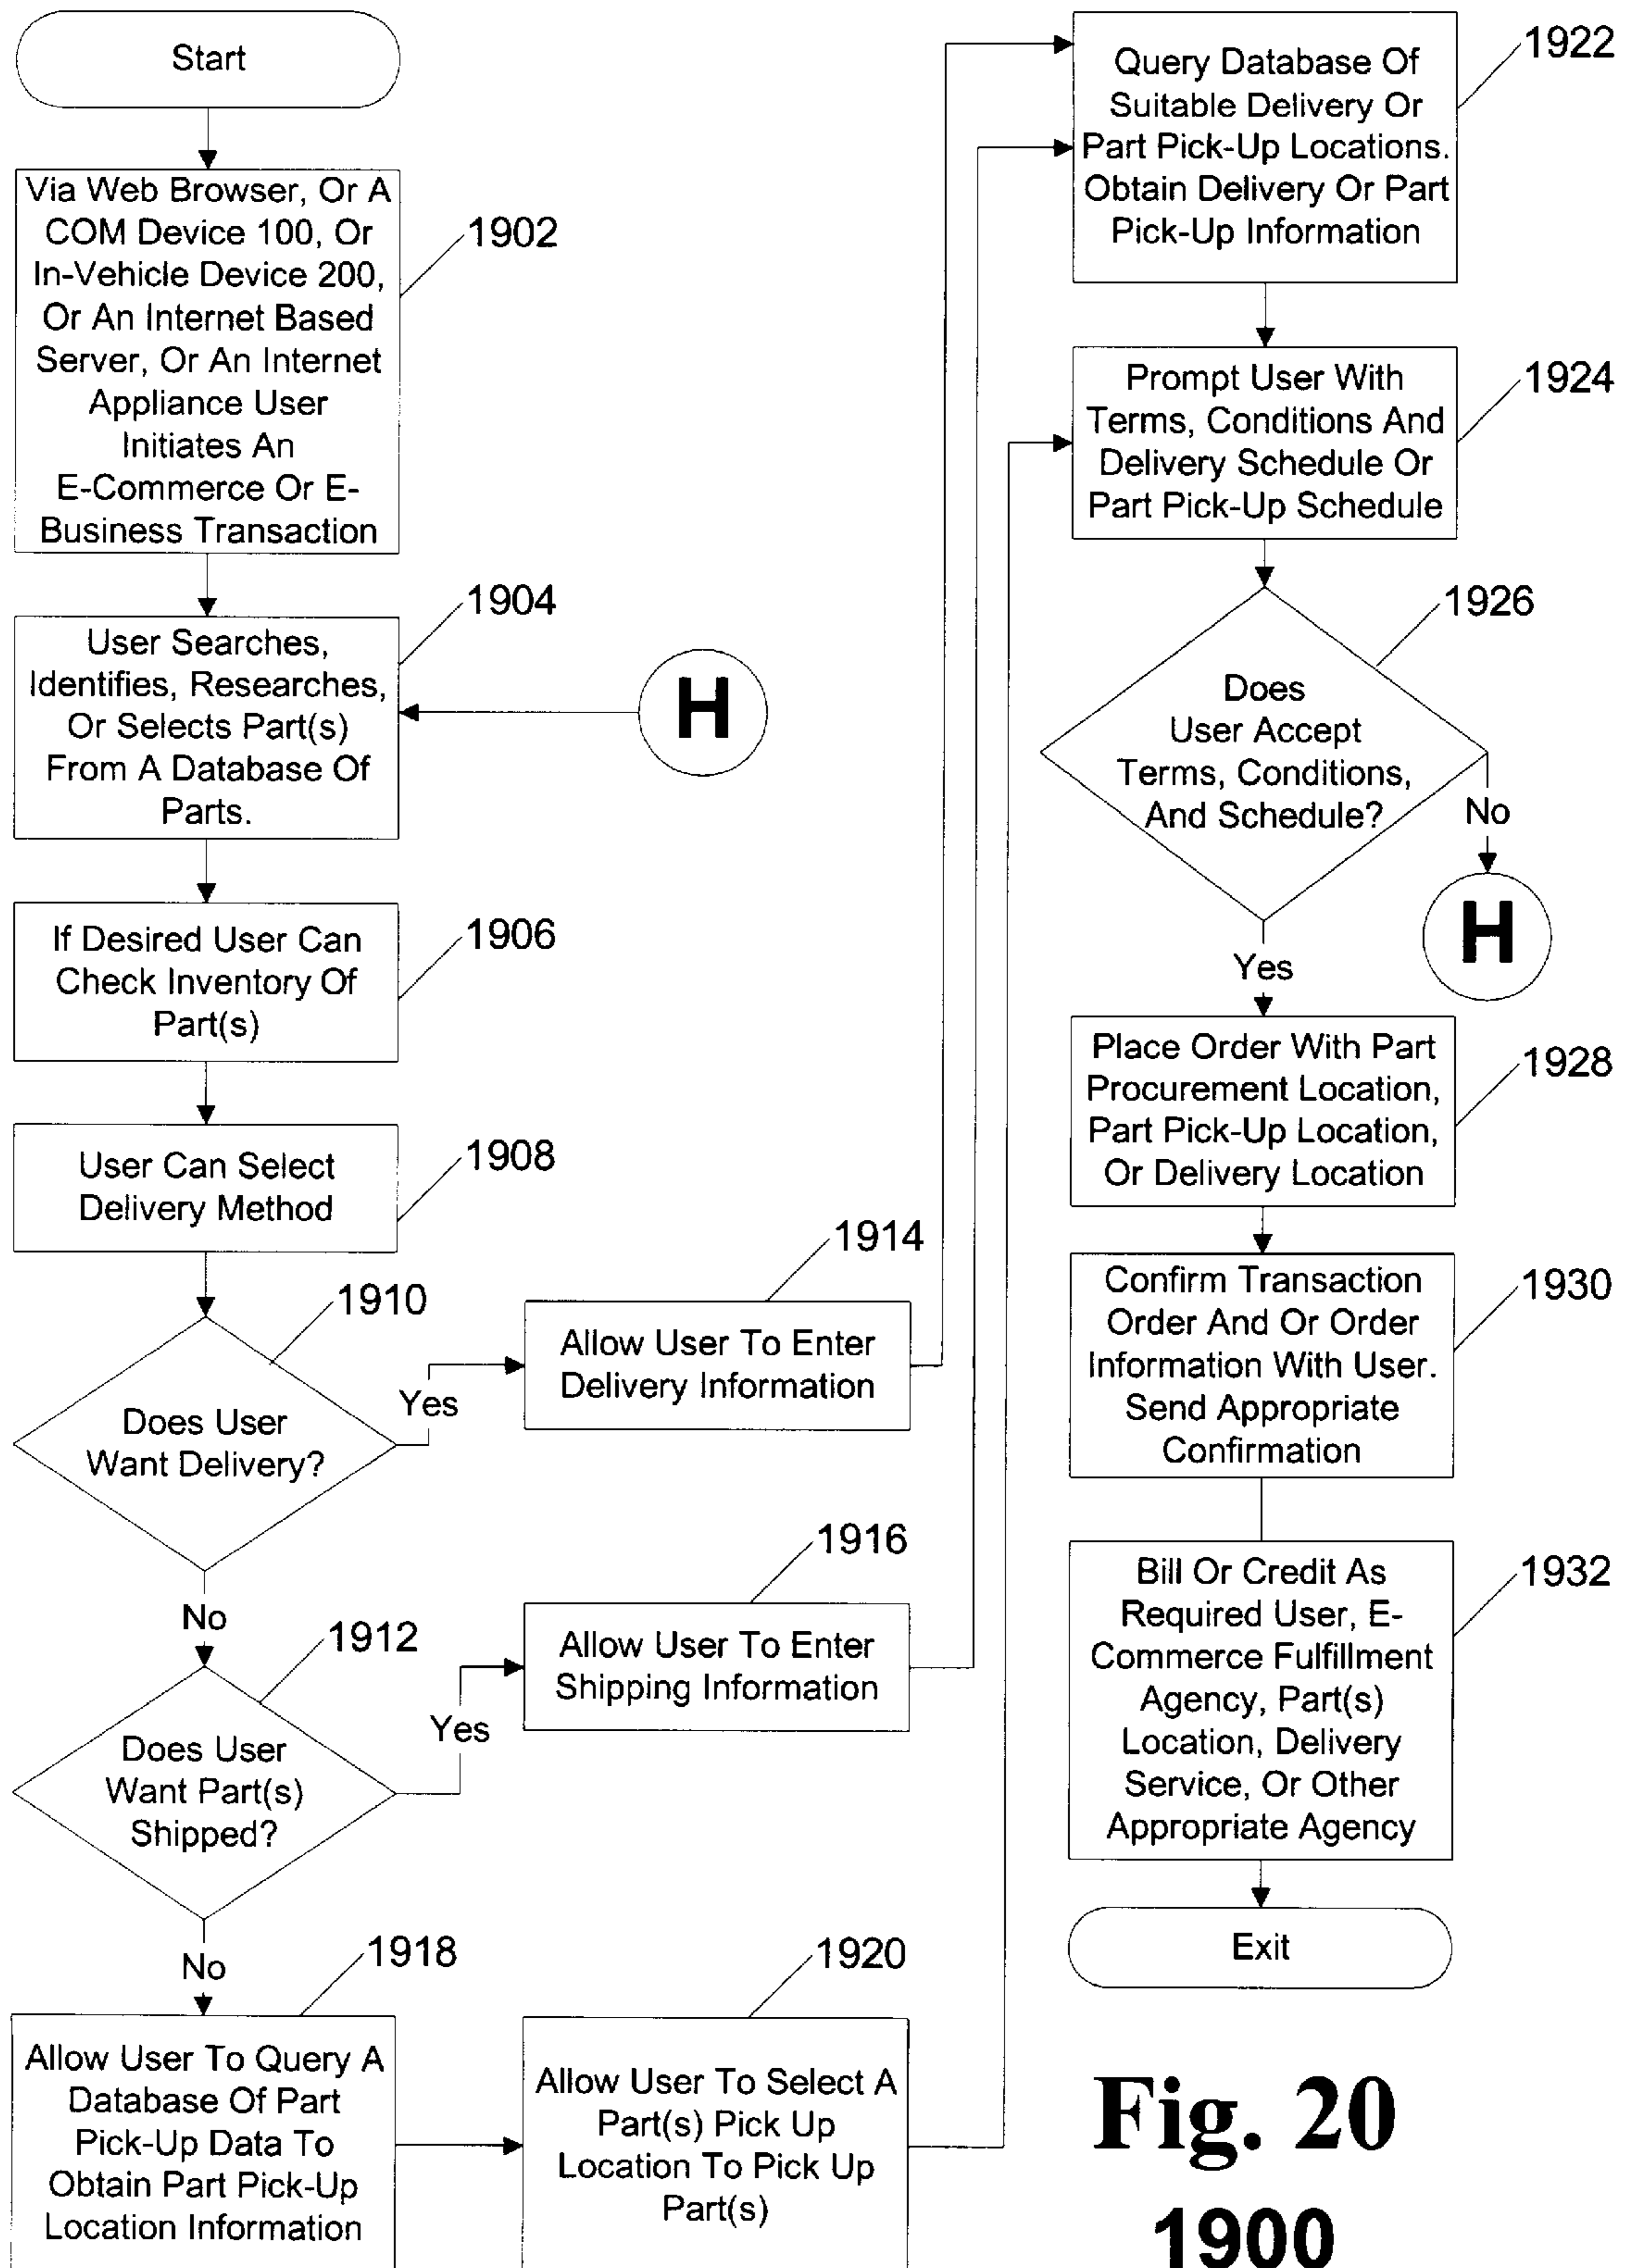 Start
Via Web Browser, Or A
COM Device 100, Or
In-Vehicle Device 200,
Or An Internet Based
Server, Or An Internet
Appliance User
Initiates An
E-Commerce Or E-
Business Transaction
1902
1904
User Searches,
Identifies, Researches,
Or Selects Part(s)
From A Database Of
Parts.
H
If Desired User Can
Check Inventory Of
Part(s)
1906
User Can Select
Delivery Method
1908
1910
Does User
Want Delivery?
Yes
No
1914
Allow User To Enter
Delivery Information
1912
Does User
Want Part(s)
Shipped?
Yes
No
1916
Allow User To Enter
Shipping Information
1918
Allow User To Query A
Database Of Part
Pick-Up Data To
Obtain Part Pick-Up
Location Information
1920
Allow User To Select A
Part(s) Pick Up
Location To Pick Up
Part(s)
1922
Query Database Of
Suitable Delivery Or
Part Pick-Up Locations.
Obtain Delivery Or Part
Pick-Up Information
1924
Prompt User With
Terms, Conditions And
Delivery Schedule Or
Part Pick-Up Schedule
1926
Does
User Accept
Terms, Conditions,
And Schedule?
No
H
Yes
Place Order With Part
Procurement Location,
Part Pick-Up Location,
Or Delivery Location
1928
Confirm Transaction
Order And Or Order
Information With User.
Send Appropriate
Confirmation
1930
Bill Or Credit As
Required User, E-
Commerce Fulfillment
Agency, Part(s)
Location, Delivery
Service, Or Other
Appropriate Agency
1932
Exit
Fig. 20
1900